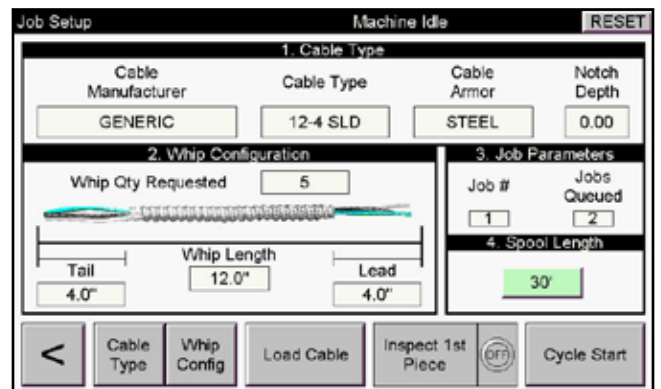 Job Setup Machine Idle RESET
1. Cable Type
Cable Manufacturer Cable Type Cable Armor Notch Depth
GENERIC 12-4 SLD STEEL 0.00
2. Whip Configuration 3. Job Parameters
Whip Qty Requested 5 Job # Jobs Queued
1 2
4. Spool Length
Whip Length
Tail 12.0" Lead 30'
4.0" 4.0"
< Cable Type Whip Config Load Cable Inspect 1st Piece OFF Cycle Start